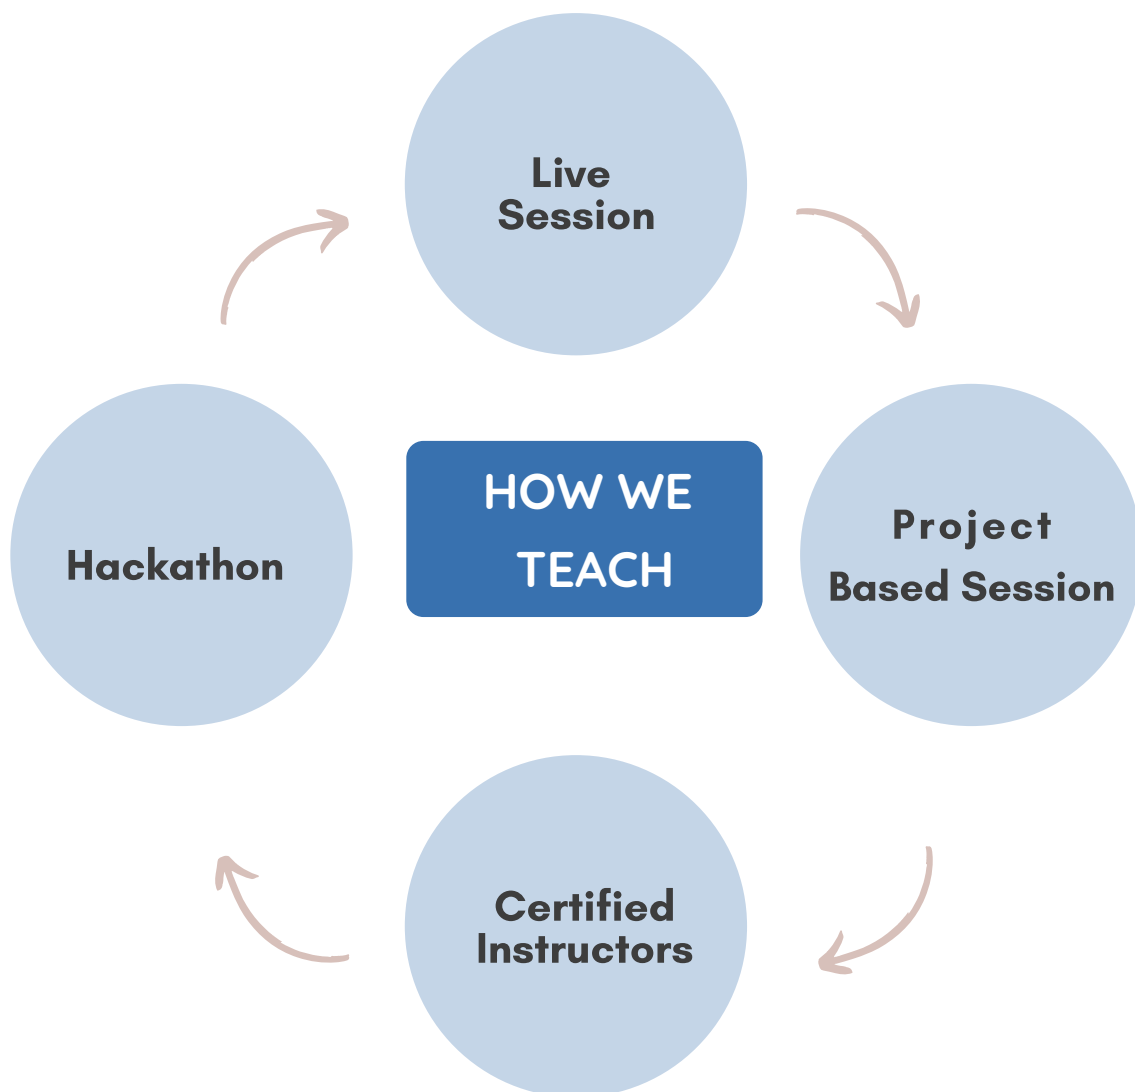 Live
Session
HOW WE
TEACH
Project
Based Session
Hackathon
Certified
Instructors